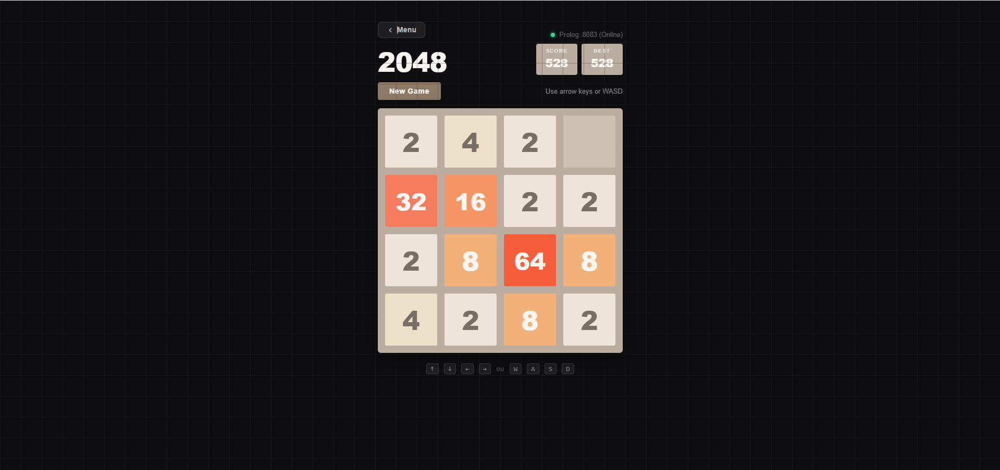 ‹ Menu
Prolog :8083 (Online)
2048
SCORE BEST
528 528
New Game
Use arrow keys or WASD
2 4 2
32 16 2 2
2 8 64 8
4 2 8 2
↑ ↓ ← → ou W A S D